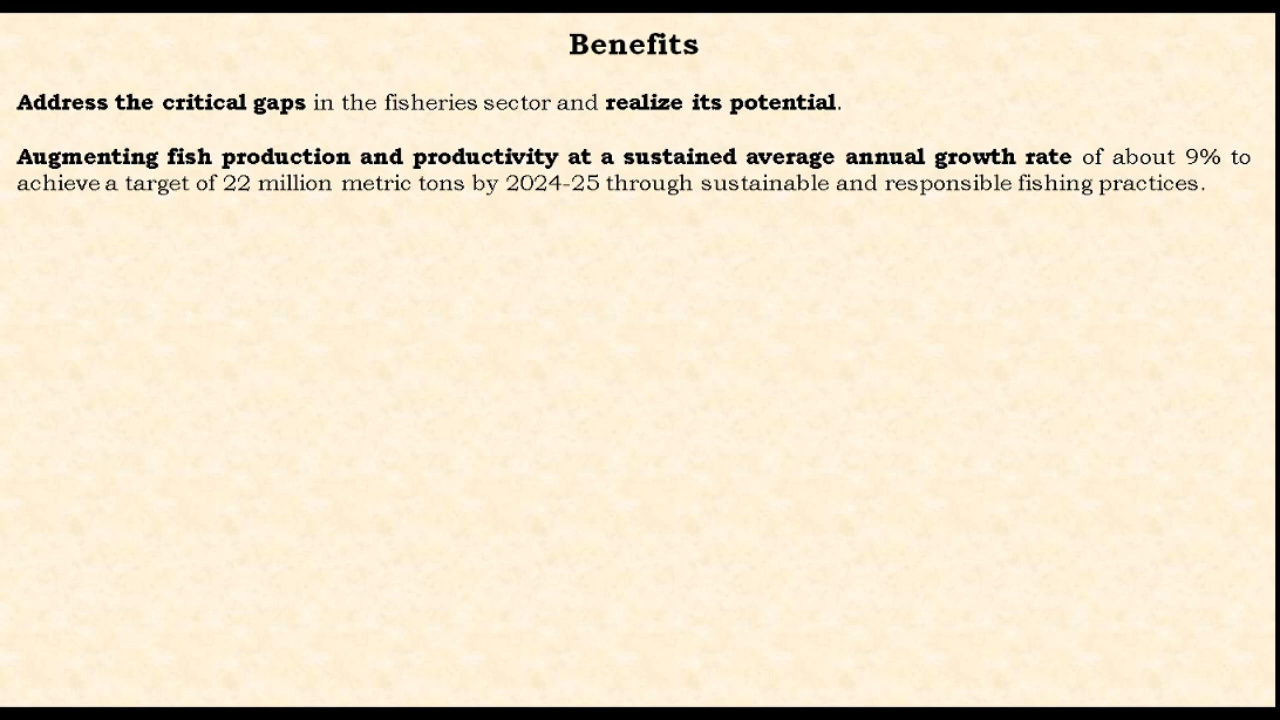 Benefits
Address the critical gaps in the fisheries sector and realize its potential.
Augmenting fish production and productivity at a sustained average annual growth rate of about 9% to
achieve a target of 22 million metric tons by 2024-25 through sustainable and responsible fishing practices.